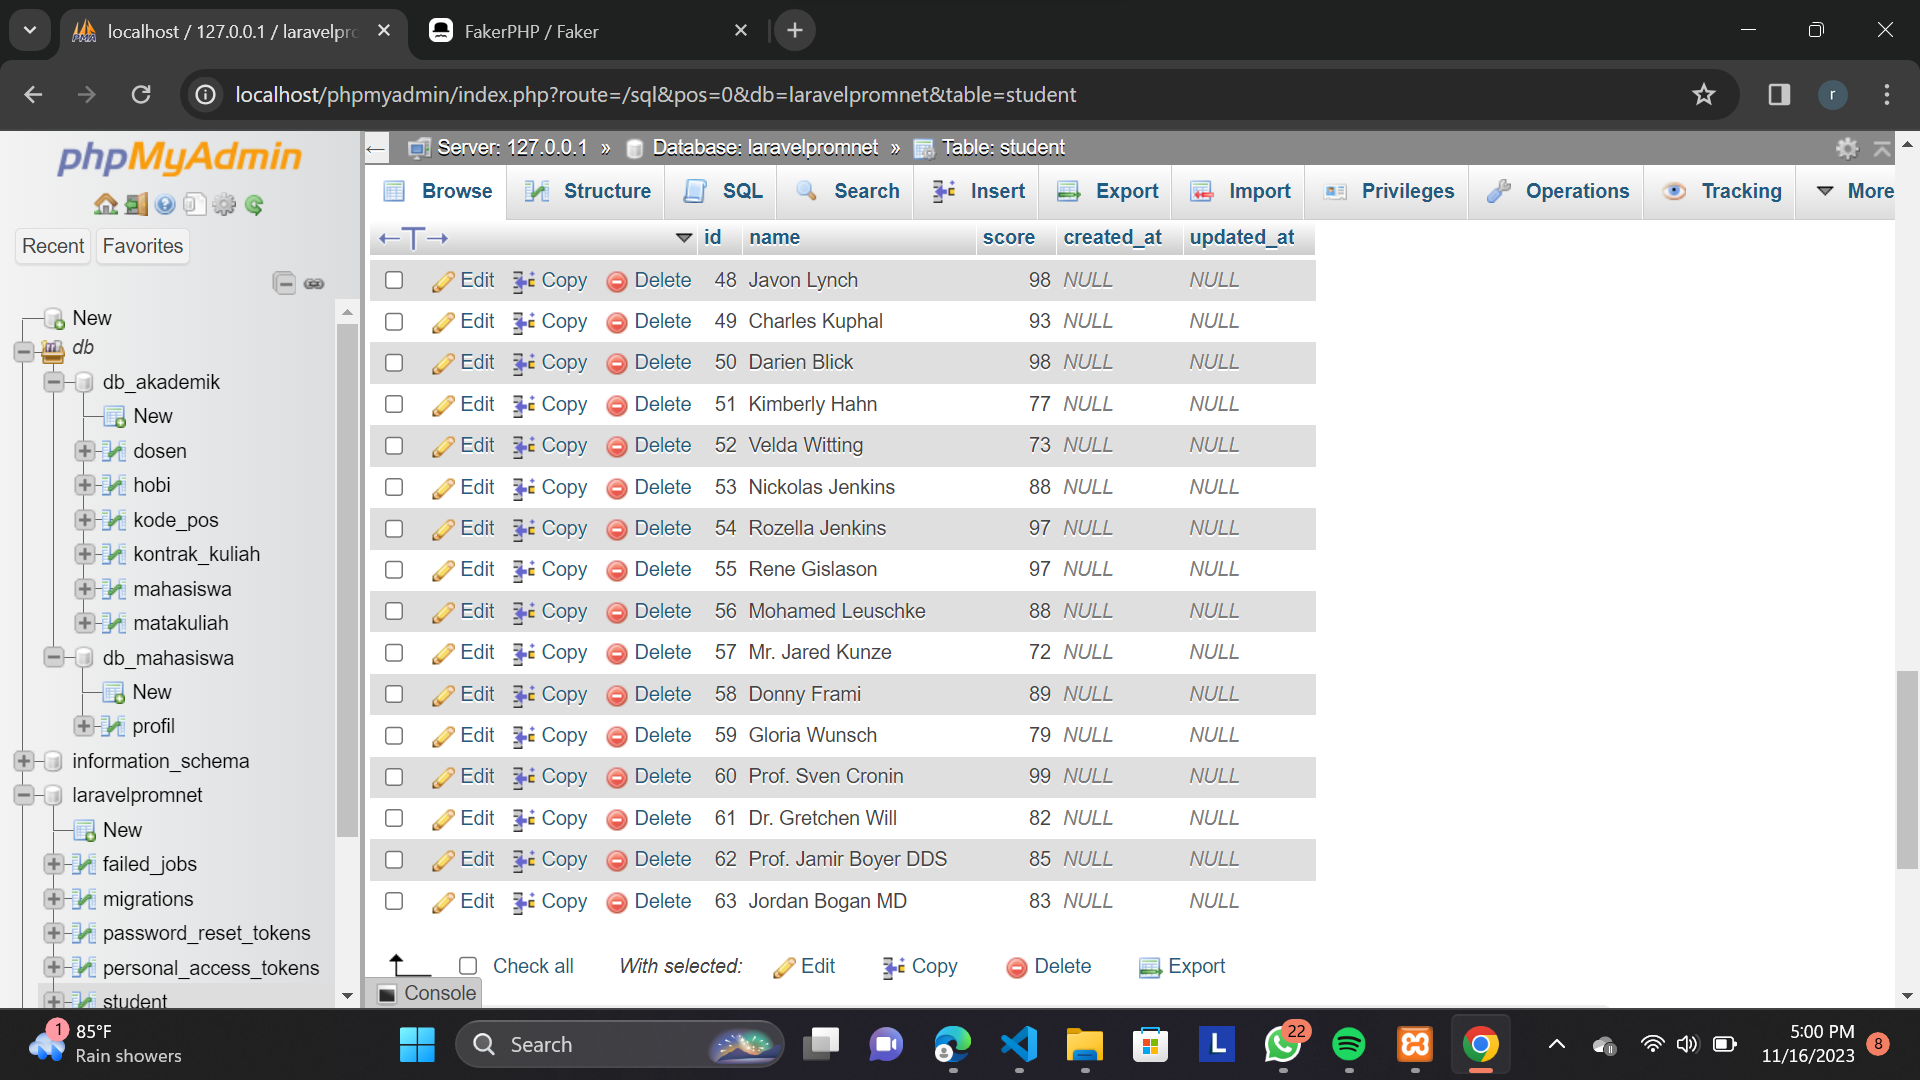 localhost / 127.0.0.1 / laravelpro
FakerPHP / Faker
localhost/phpmyadmin/index.php?route=/sql&pos=0&db=laravelpromnet&table=student
r
phpMyAdmin
Recent
Favorites
New
db
db_akademik
New
dosen
hobi
kode_pos
kontrak_kuliah
mahasiswa
matakuliah
db_mahasiswa
New
profil
information_schema
laravelpromnet
New
failed_jobs
migrations
password_reset_tokens
personal_access_tokens
student
Server: 127.0.0.1 » Database: laravelpromnet » Table: student
Browse Structure SQL Search Insert Export Import Privileges Operations Tracking More
id name score created_at updated_at
Edit Copy Delete 48 Javon Lynch 98 NULL NULL
Edit Copy Delete 49 Charles Kuphal 93 NULL NULL
Edit Copy Delete 50 Darien Blick 98 NULL NULL
Edit Copy Delete 51 Kimberly Hahn 77 NULL NULL
Edit Copy Delete 52 Velda Witting 73 NULL NULL
Edit Copy Delete 53 Nickolas Jenkins 88 NULL NULL
Edit Copy Delete 54 Rozella Jenkins 97 NULL NULL
Edit Copy Delete 55 Rene Gislason 97 NULL NULL
Edit Copy Delete 56 Mohamed Leuschke 88 NULL NULL
Edit Copy Delete 57 Mr. Jared Kunze 72 NULL NULL
Edit Copy Delete 58 Donny Frami 89 NULL NULL
Edit Copy Delete 59 Gloria Wunsch 79 NULL NULL
Edit Copy Delete 60 Prof. Sven Cronin 99 NULL NULL
Edit Copy Delete 61 Dr. Gretchen Will 82 NULL NULL
Edit Copy Delete 62 Prof. Jamir Boyer DDS 85 NULL NULL
Edit Copy Delete 63 Jordan Bogan MD 83 NULL NULL
Check all With selected: Edit Copy Delete Export
Console
1
85°F
Rain showers
Search
L
22
5:00 PM
11/16/2023
8